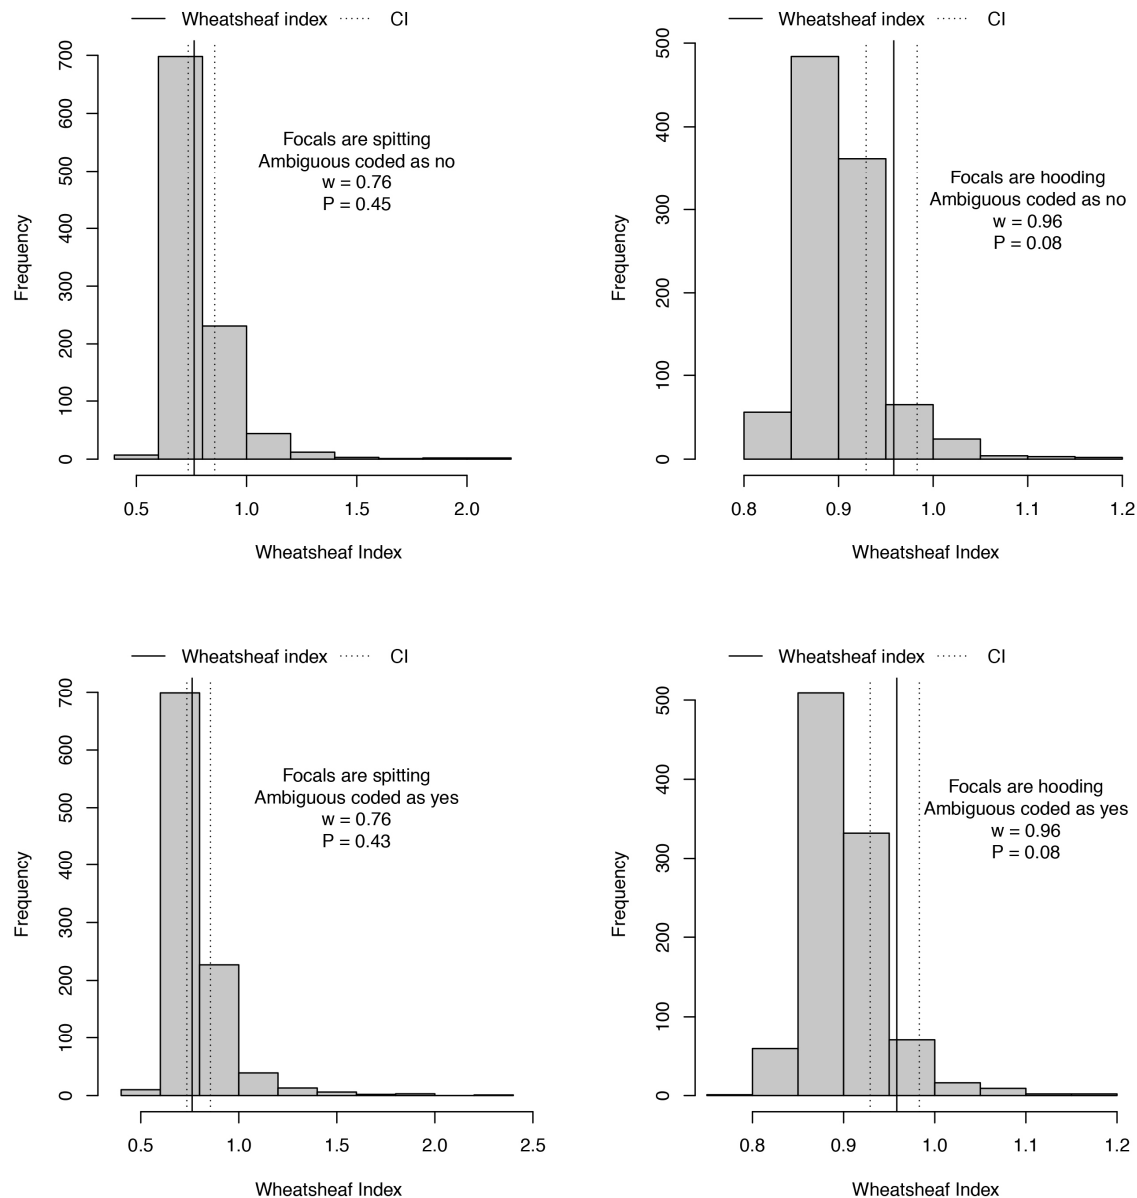 Wheatsheaf index CI
Frequency
700
600
500
400
300
200
100
0
Focals are spitting
Ambiguous coded as no
w = 0.76
P = 0.45
0.5 1.0 1.5 2.0
Wheatsheaf Index
Wheatsheaf index CI
Frequency
500
400
300
200
100
0
Focals are hooding
Ambiguous coded as no
w = 0.96
P = 0.08
0.8 0.9 1.0 1.1 1.2
Wheatsheaf Index
Wheatsheaf index CI
Frequency
700
600
500
400
300
200
100
0
Focals are spitting
Ambiguous coded as yes
w = 0.76
P = 0.43
0.5 1.0 1.5 2.0 2.5
Wheatsheaf Index
Wheatsheaf index CI
Frequency
500
400
300
200
100
0
Focals are hooding
Ambiguous coded as yes
w = 0.96
P = 0.08
0.8 0.9 1.0 1.1 1.2
Wheatsheaf Index